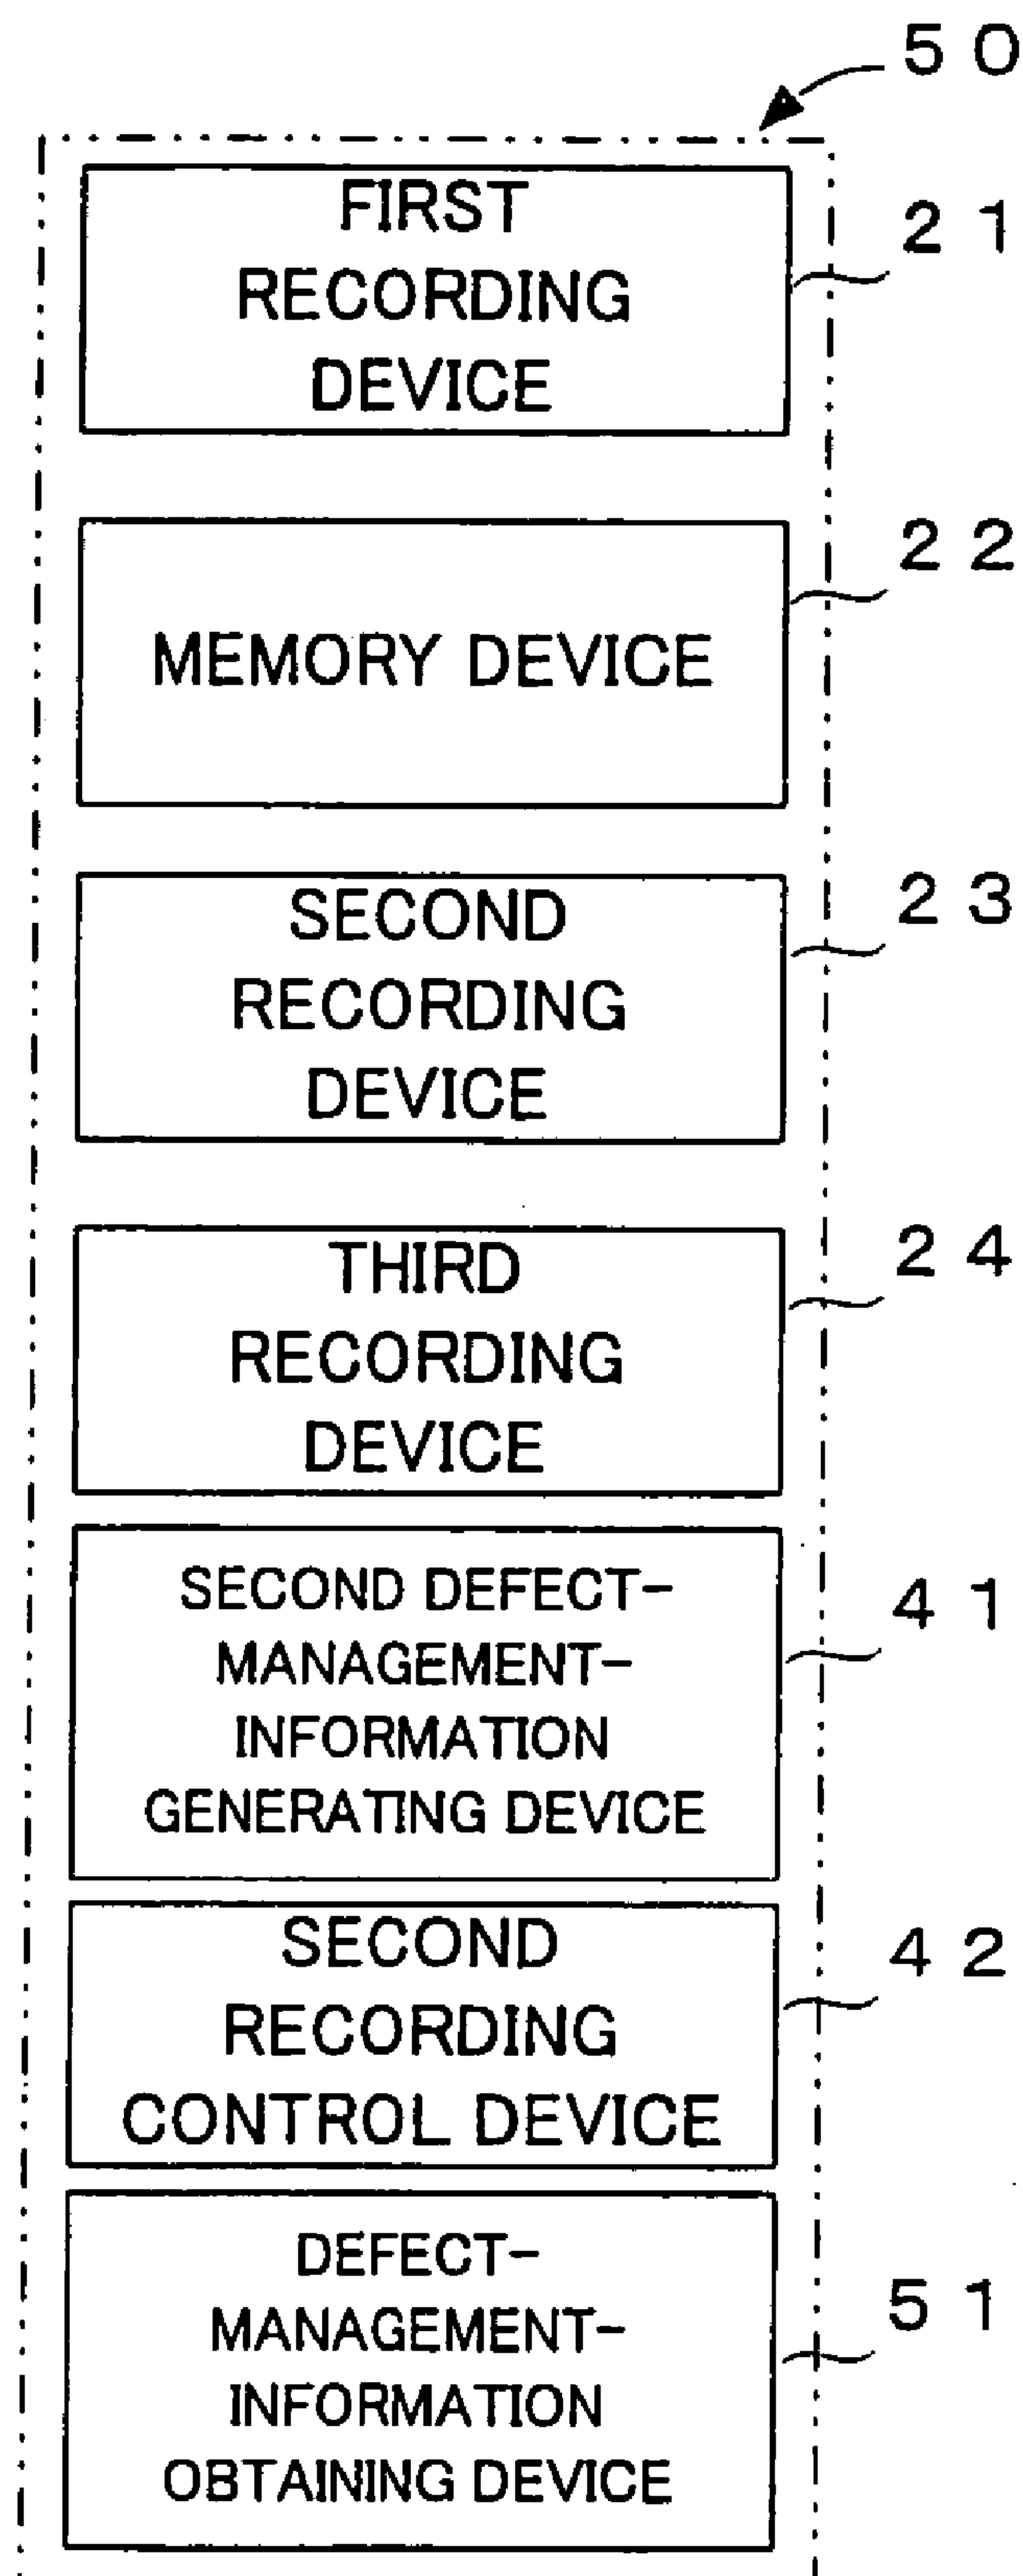 50
FIRST
RECORDING
DEVICE
21
MEMORY DEVICE
22
SECOND
RECORDING
DEVICE
23
THIRD
RECORDING
DEVICE
24
SECOND DEFECT-
MANAGEMENT-
INFORMATION
GENERATING DEVICE
41
SECOND
RECORDING
CONTROL DEVICE
42
DEFECT-
MANAGEMENT-
INFORMATION
OBTAINING DEVICE
51